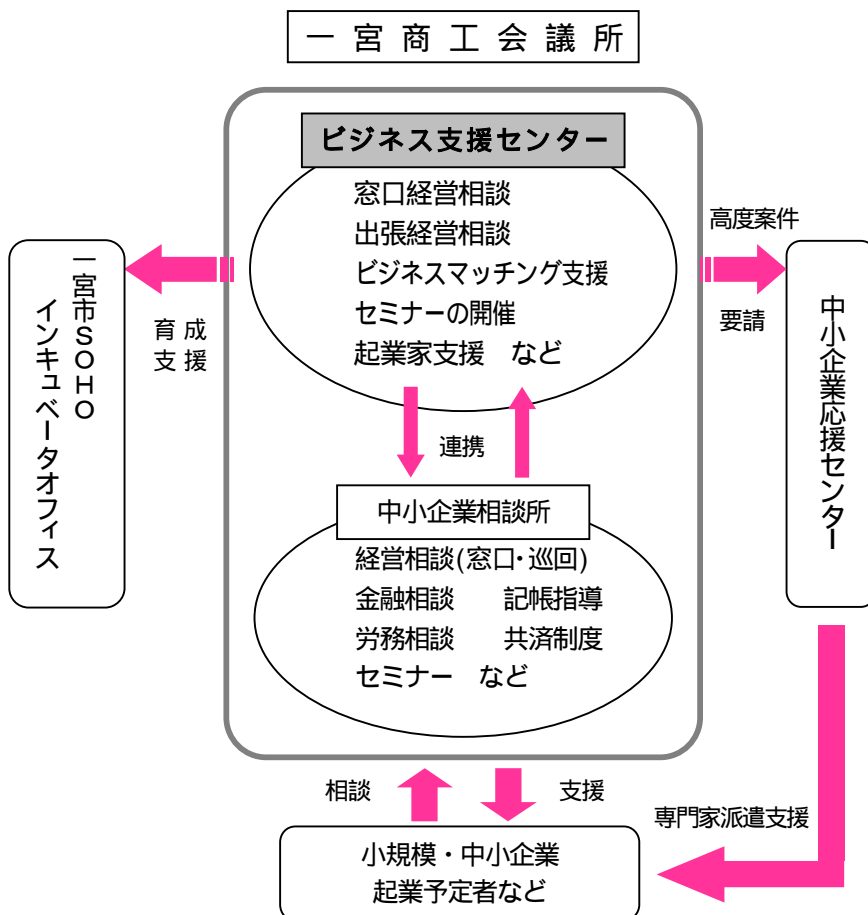 一宮商工会議所
ビジネス支援センター
窓口経営相談
出張経営相談
ビジネスマッチング支援
セミナーの開催
起業家支援　など
高度案件
要請
育成
支援
一宮市SOHO
インキュベータオフィス
中小企業応援センター
連携
中小企業相談所
経営相談(窓口・巡回)
金融相談　記帳指導
労務相談　共済制度
セミナー　など
相談
支援
専門家派遣支援
小規模・中小企業
起業予定者など